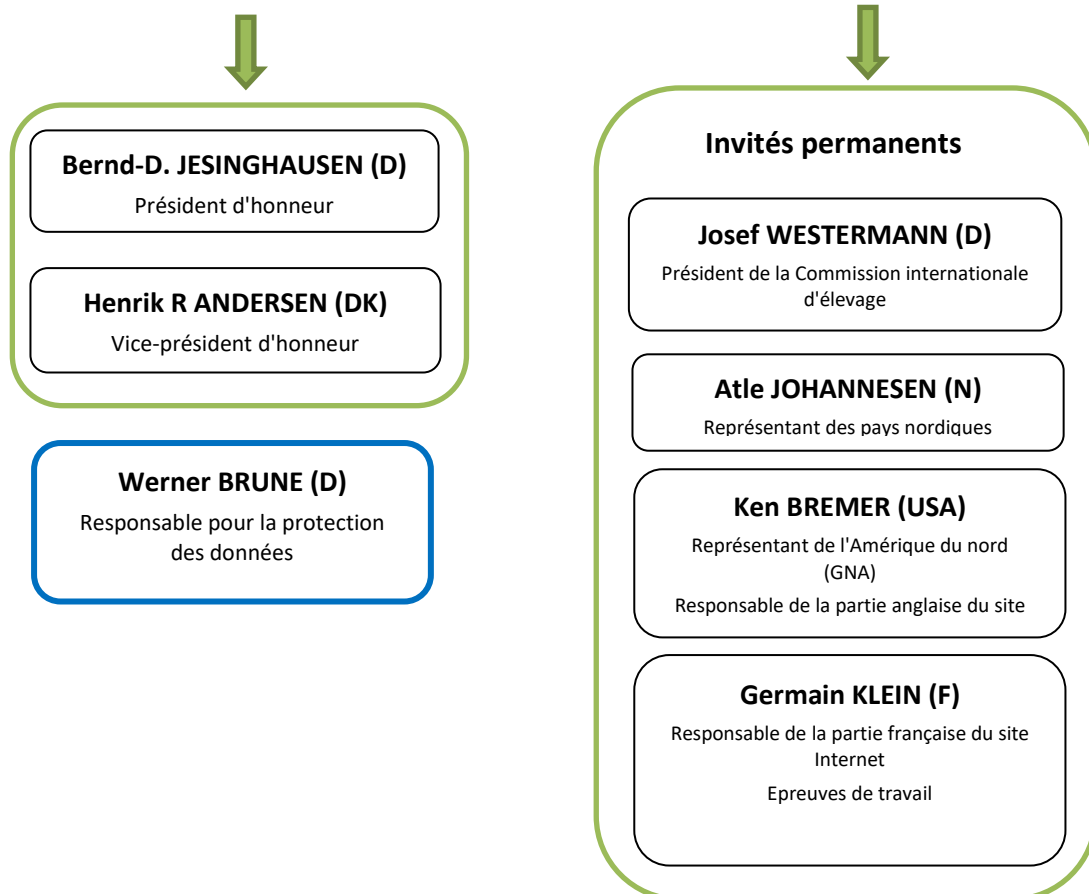 Bernd-D. JESINGHAUSEN (D)
Président d'honneur
Henrik R ANDERSEN (DK)
Vice-président d'honneur
Werner BRUNE (D)
Responsable pour la protection
des données
Invités permanents
Josef WESTERMANN (D)
Président de la Commission internationale
d'élevage
Atle JOHANNESEN (N)
Représentant des pays nordiques
Ken BREMER (USA)
Représentant de l'Amérique du nord
(GNA)
Responsable de la partie anglaise du site
Germain KLEIN (F)
Responsable de la partie française du site
Internet
Epreuves de travail